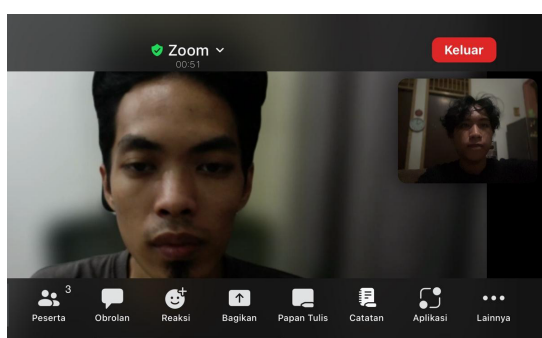 Zoom
00:51
Keluar
3
Peserta
Obrolan
Reaksi
Bagikan
Papan Tulis
Catatan
Aplikasi
Lainnya